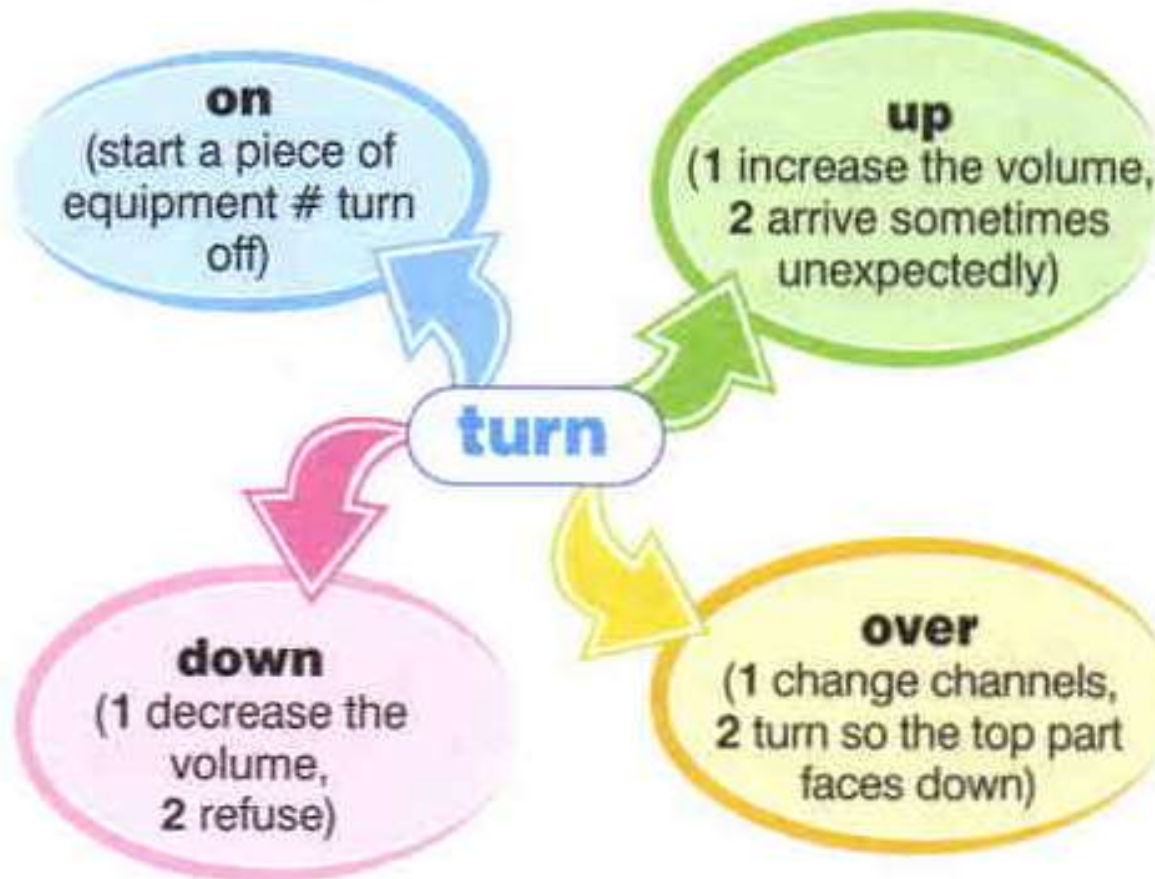 on
(start a piece of
equipment # turn
off)
up
(1 increase the volume,
2 arrive sometimes
unexpectedly)
turn
down
(1 decrease the
volume,
2 refuse)
over
(1 change channels,
2 turn so the top part
faces down)